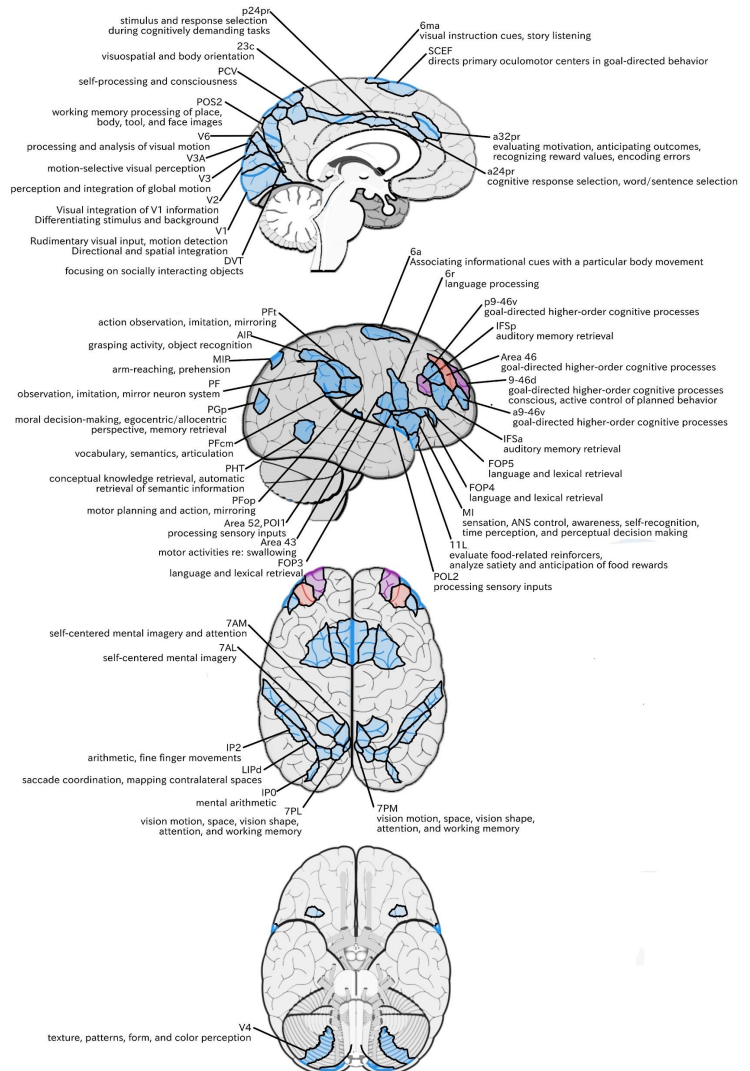 p24pr
stimulus and response selection
during cognitively demanding tasks
23c
visuospatial and body orientation
PCV
self-processing and consciousness
POS2
working memory processing of place,
body, tool, and face images
V6
processing and analysis of visual motion
V3A
motion-selective visual perception
V3
perception and integration of global motion
V2
Visual integration of V1 information
Differentiating stimulus and background
V1
Rudimentary visual input, motion detection
Directional and spatial integration
DVT
focusing on socially interacting objects
6ma
visual instruction cues, story listening
SCEF
directs primary oculomotor centers in goal-directed behavior
a32pr
evaluating motivation, anticipating outcomes,
recognizing reward values, encoding errors
a24pr
cognitive response selection, word/sentence selection
6a
Associating informational cues with a particular body movement
6r
language processing
PFt
action observation, imitation, mirroring
AIP
grasping activity, object recognition
MIP
arm-reaching, prehension
PF
observation, imitation, mirror neuron system
PGp
moral decision-making, egocentric/allocentric
perspective, memory retrieval
PFcm
vocabulary, semantics, articulation
PHT
conceptual knowledge retrieval, automatic
retrieval of semantic information
PFop
motor planning and action, mirroring
Area 52, POI1
processing sensory inputs
Area 43
motor activities re: swallowing
FOP3
language and lexical retrieval
p9-46v
goal-directed higher-order cognitive processes
IFSp
auditory memory retrieval
Area 46
goal-directed higher-order cognitive processes
9-46d
goal-directed higher-order cognitive processes
conscious, active control of planned behavior
a9-46v
goal-directed higher-order cognitive processes
IFSa
auditory memory retrieval
FOP5
language and lexical retrieval
FOP4
language and lexical retrieval
MI
sensation, ANS control, awareness, self-recognition,
time perception, and perceptual decision making
11L
evaluate food-related reinforcers,
analyze satiety and anticipation of food rewards
POL2
processing sensory inputs
7AM
self-centered mental imagery and attention
7AL
self-centered mental imagery
IP2
arithmetic, fine finger movements
LIPd
saccade coordination, mapping contralateral spaces
IP0
mental arithmetic
7PL
vision motion, space, vision shape,
attention, and working memory
7PM
vision motion, space, vision shape,
attention, and working memory
V4
texture, patterns, form, and color perception